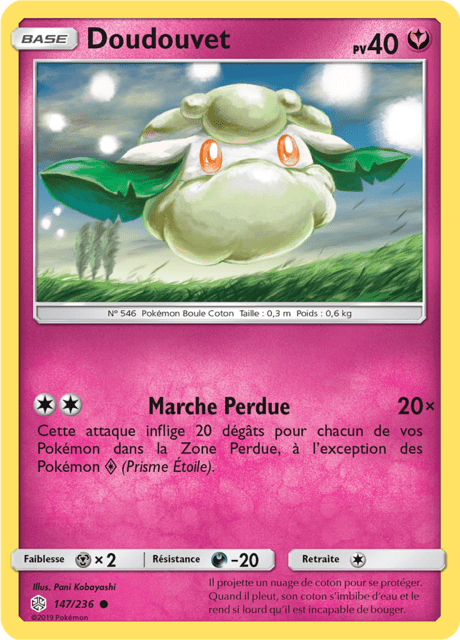 BASE Doudouvet PV40
N° 546 Pokémon Boule Coton Taille : 0,3 m Poids : 0,6 kg
Marche Perdue 20×
Cette attaque inflige 20 dégâts pour chacun de vos
Pokémon dans la Zone Perdue, à l'exception des
Pokémon (Prisme Étoile).
Faiblesse ×2 Résistance -20 Retraite
Illus. Pani Kobayashi
147/236
©2019 Pokémon
Il projette un nuage de coton pour se protéger.
Quand il pleut, son coton s'imbibe d'eau et le
rend si lourd qu'il est incapable de bouger.